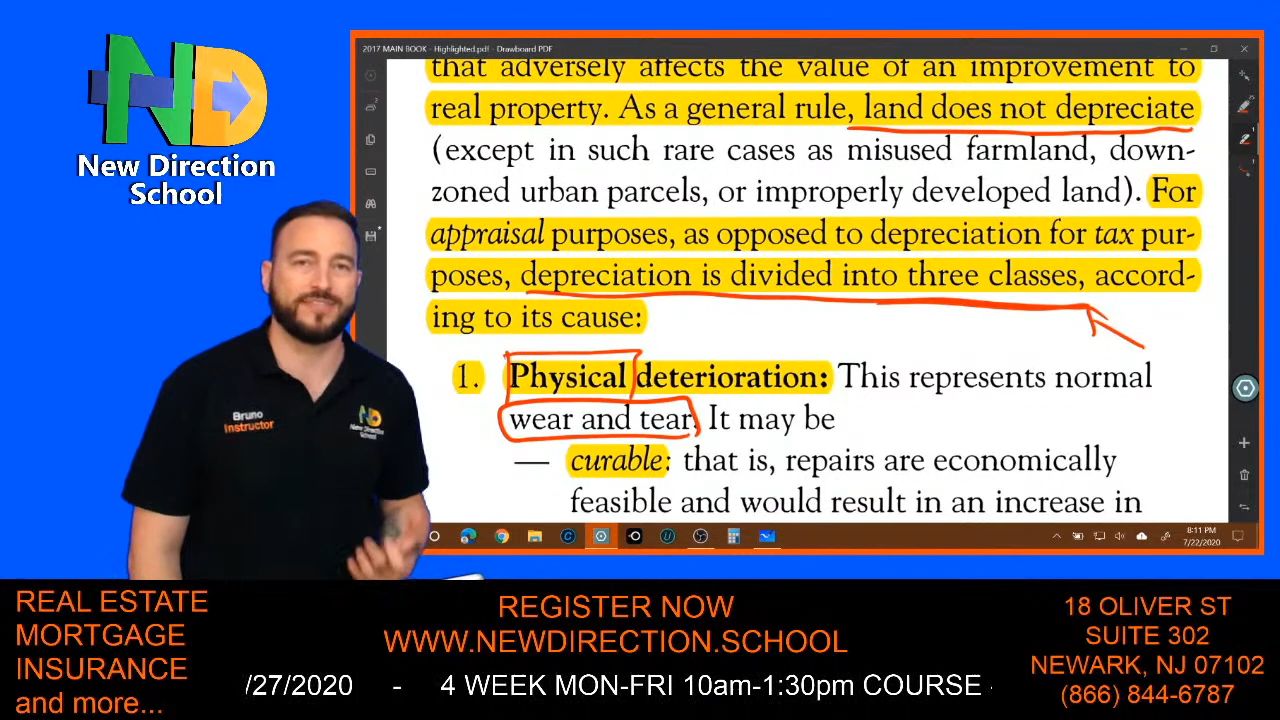 ND
New Direction
School
Bruno
Instructor
New Direction
School
2017 MAIN BOOK - Highlighted.pdf - Drawboard PDF
that adversely affects the value of an improvement to
real property. As a general rule, land does not depreciate
(except in such rare cases as misused farmland, down-
zoned urban parcels, or improperly developed land). For
appraisal purposes, as opposed to depreciation for tax pur-
poses, depreciation is divided into three classes, accord-
ing to its cause:
1. Physical deterioration: This represents normal
wear and tear. It may be
— curable: that is, repairs are economically
feasible and would result in an increase in
8:11 PM
7/22/2020
REAL ESTATE
MORTGAGE
INSURANCE
and more...
REGISTER NOW
WWW.NEWDIRECTION.SCHOOL
/27/2020 - 4 WEEK MON-FRI 10am-1:30pm COURSE -
18 OLIVER ST
SUITE 302
NEWARK, NJ 07102
(866) 844-6787